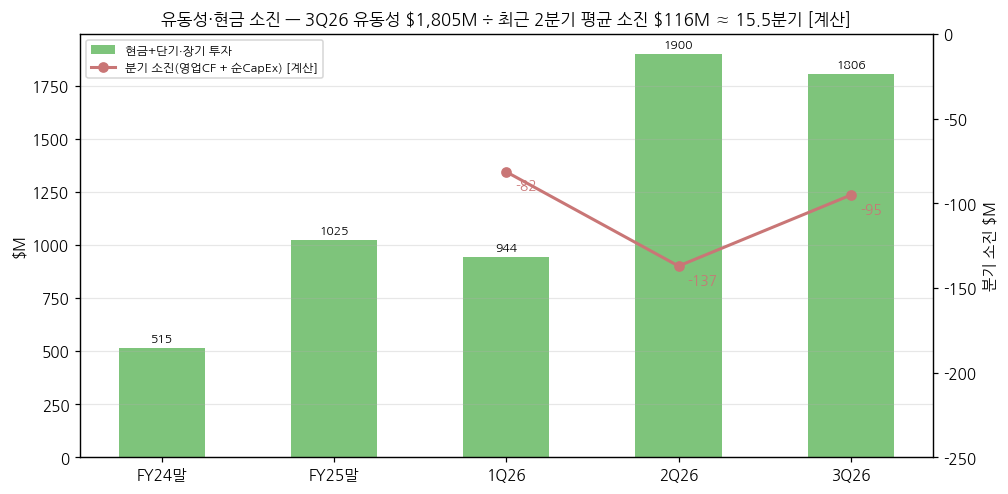 유동성·현금 소진 — 3Q26 유동성 $1,805M ÷ 최근 2분기 평균 소진 $116M ≈ 15.5분기 [계산]
현금+단기·장기 투자
분기 소진(영업CF + 순CapEx) [계산]
$M
1750
1500
1250
1000
750
500
250
0
515
1025
944
1900
1806
-82
-137
-95
0
-50
-100
-150
-200
-250
분기 소진 $M
FY24말
FY25말
1Q26
2Q26
3Q26